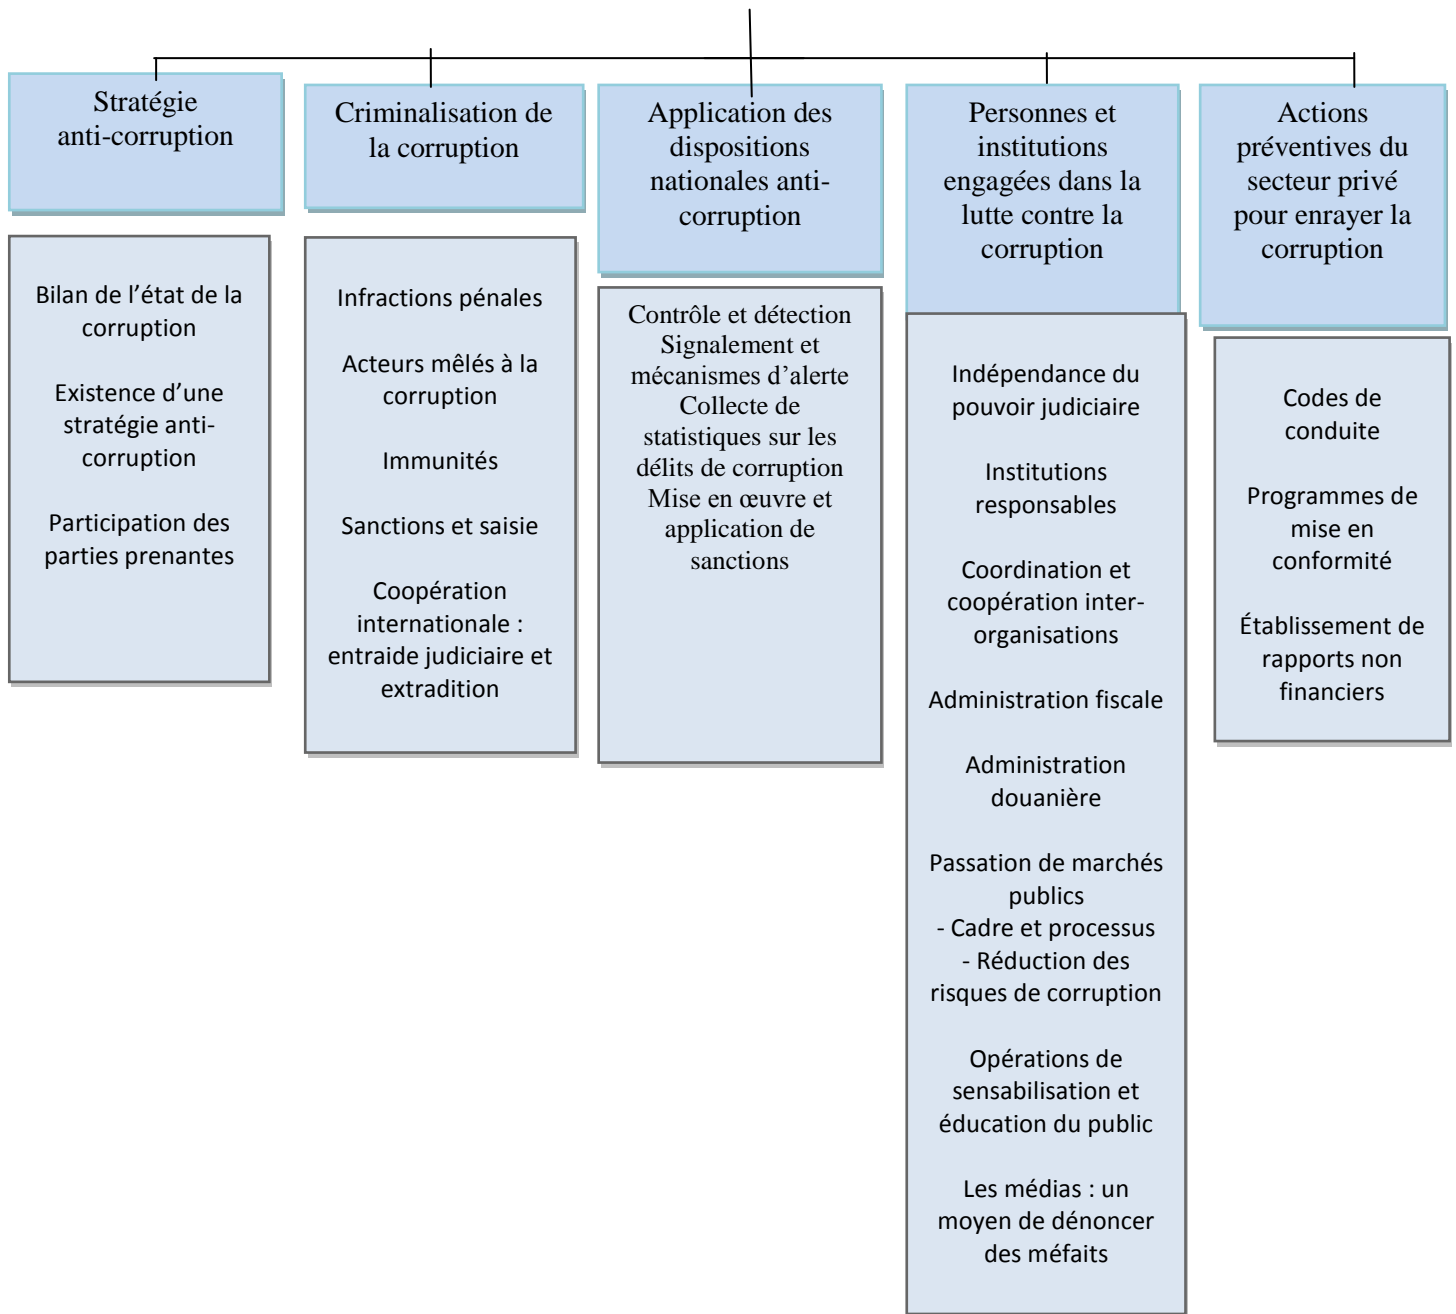 Stratégie
anti-corruption
Bilan de l’état de la
corruption
Existence d’une
stratégie anti-
corruption
Participation des
parties prenantes
Criminalisation de
la corruption
Infractions pénales
Acteurs mêlés à la
corruption
Immunités
Sanctions et saisie
Coopération
internationale :
entraide judiciaire et
extradition
Application des
dispositions
nationales anti-
corruption
Contrôle et détection
Signalement et
mécanismes d’alerte
Collecte de
statistiques sur les
délits de corruption
Mise en œuvre et
application de
sanctions
Personnes et
institutions
engagées dans la
lutte contre la
corruption
Indépendance du
pouvoir judiciaire
Institutions
responsables
Coordination et
coopération inter-
organisations
Administration fiscale
Administration
douanière
Passation de marchés
publics
- Cadre et processus
- Réduction des
risques de corruption
Opérations de
sensabilisation et
éducation du public
Les médias : un
moyen de dénoncer
des méfaits
Actions
préventives du
secteur privé
pour enrayer la
corruption
Codes de
conduite
Programmes de
mise en
conformité
Établissement de
rapports non
financiers